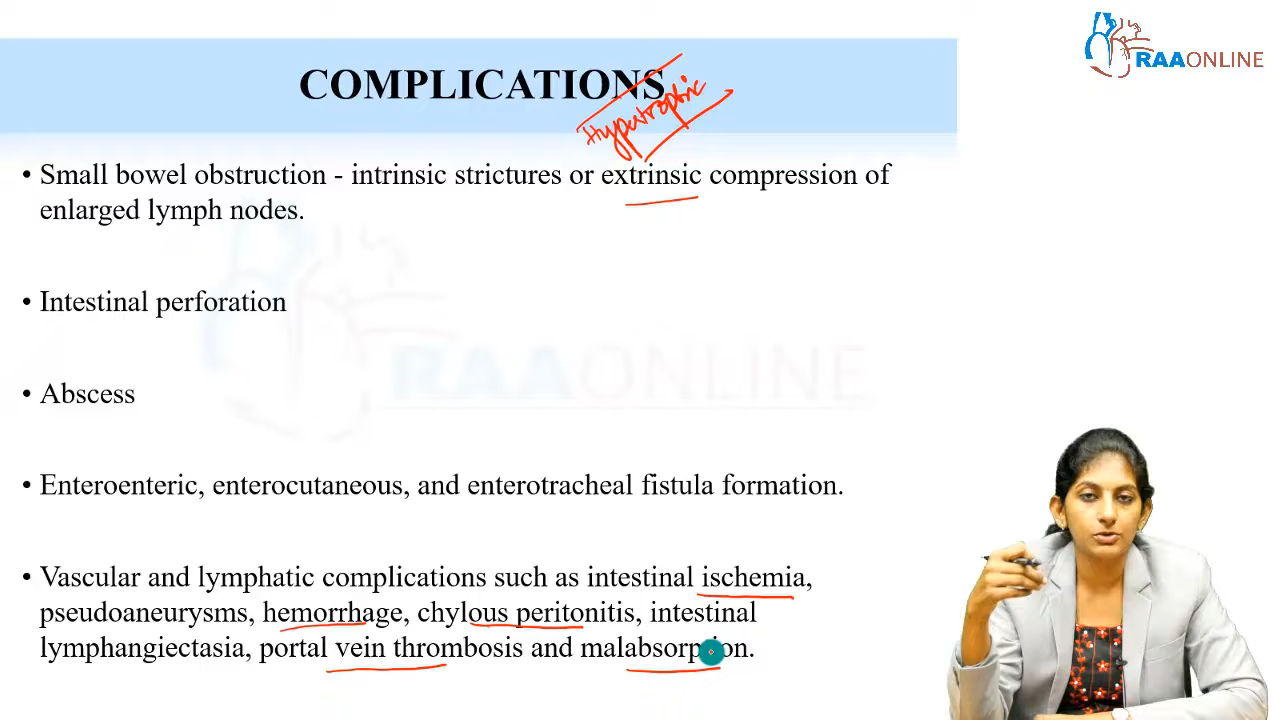 RAAONLINE
COMPLICATIONS
Hypertrophic
• Small bowel obstruction - intrinsic strictures or extrinsic compression of
enlarged lymph nodes.
• Intestinal perforation
RAAONLINE
• Abscess
• Enteroenteric, enterocutaneous, and enterotracheal fistula formation.
• Vascular and lymphatic complications such as intestinal ischemia,
pseudoaneurysms, hemorrhage, chylous peritonitis, intestinal
lymphangiectasia, portal vein thrombosis and malabsorption.